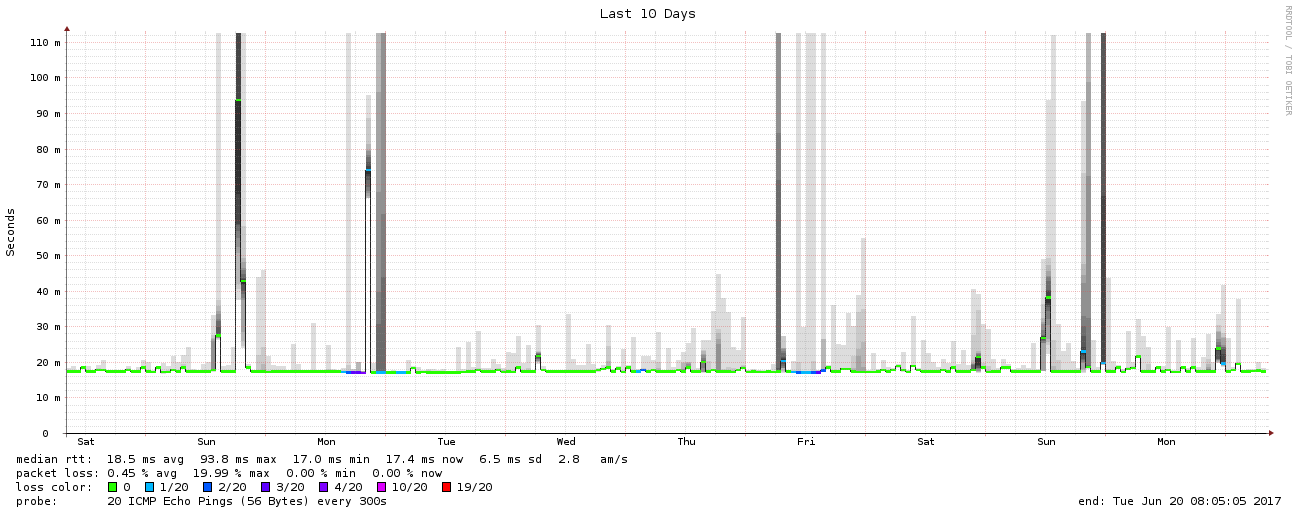 Last 10 Days
RRDTOOL / TOBI OETIKER
Seconds
110 m
100 m
90 m
80 m
70 m
60 m
50 m
40 m
30 m
20 m
10 m
0
Sat Sun Mon Tue Wed Thu Fri Sat Sun Mon
median rtt: 18.5 ms avg 93.8 ms max 17.0 ms min 17.4 ms now 6.5 ms sd 2.8 am/s
packet loss: 0.45 % avg 19.99 % max 0.00 % min 0.00 % now
loss color: 0 1/20 2/20 3/20 4/20 10/20 19/20
probe: 20 ICMP Echo Pings (56 Bytes) every 300s end: Tue Jun 20 08:05:05 2017